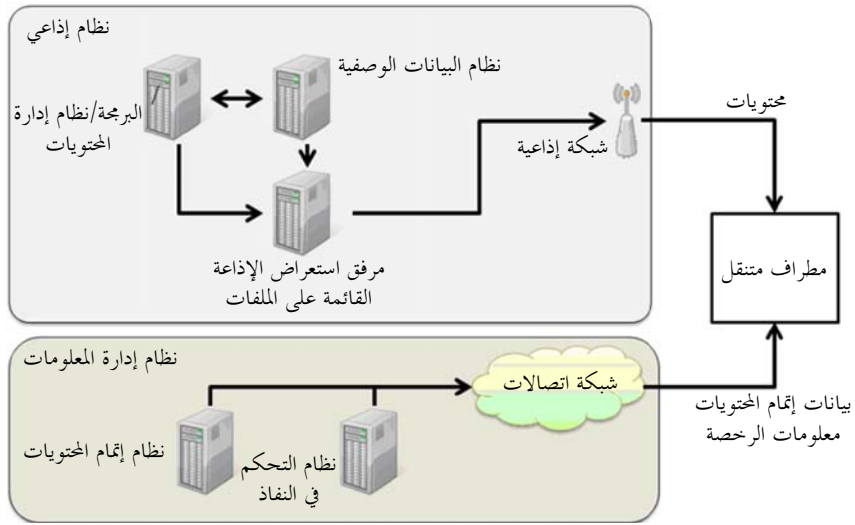 نظام إذاعي
نظام البيانات الوصفية
البرمجة/نظام إدارة
المحتويات
محتويات
شبكة إذاعية
مرفق استعراض الإذاعة
القائمة على الملفات
مطراف متنقل
نظام إدارة المعلومات
شبكة اتصالات
بيانات إتمام المحتويات
معلومات الرخصة
نظام إتمام المحتويات
نظام التحكم
في النفاذ